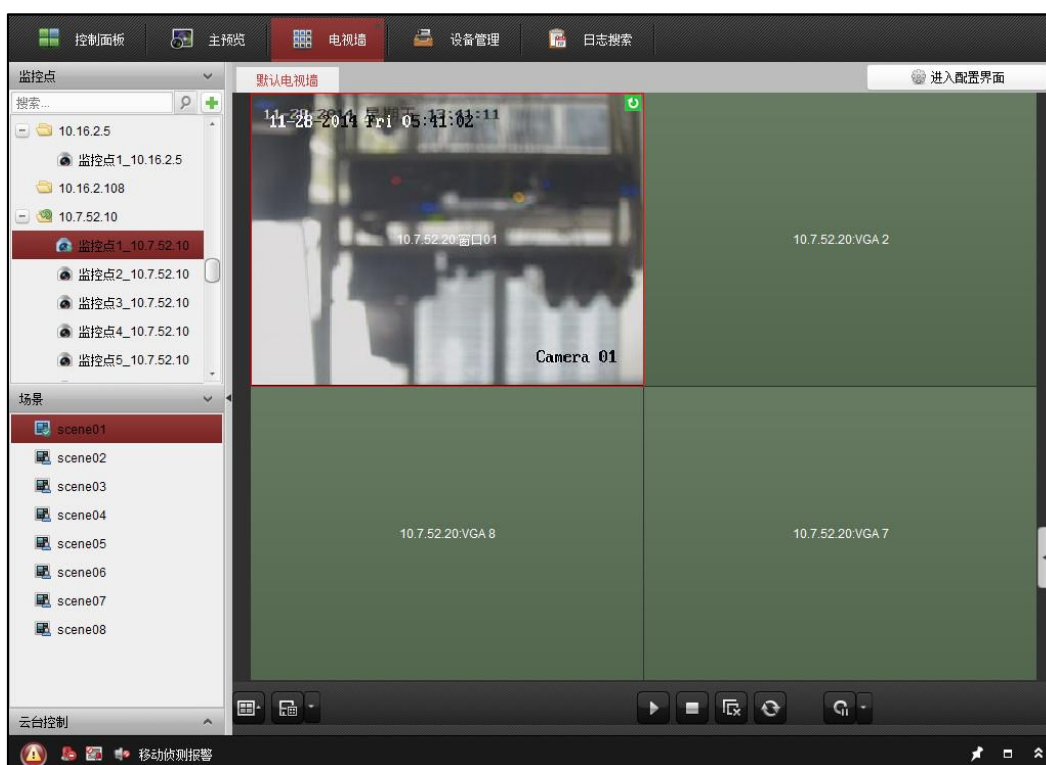 控制面板 主预览 电视墙 设备管理 日志搜索
监控点
默认电视墙
进入配置界面
搜索...
10.16.2.5
监控点1_10.16.2.5
10.16.2.108
10.7.52.10
监控点1_10.7.52.10
监控点2_10.7.52.10
监控点3_10.7.52.10
监控点4_10.7.52.10
监控点5_10.7.52.10
场景
scene01
scene02
scene03
scene04
scene05
scene06
scene07
scene08
云台控制
11-28-2014 Fri 05:41:02
10.7.52.20:窗口01
Camera 01
10.7.52.20:VGA 2
10.7.52.20:VGA 8
10.7.52.20:VGA 7
移动侦测报警